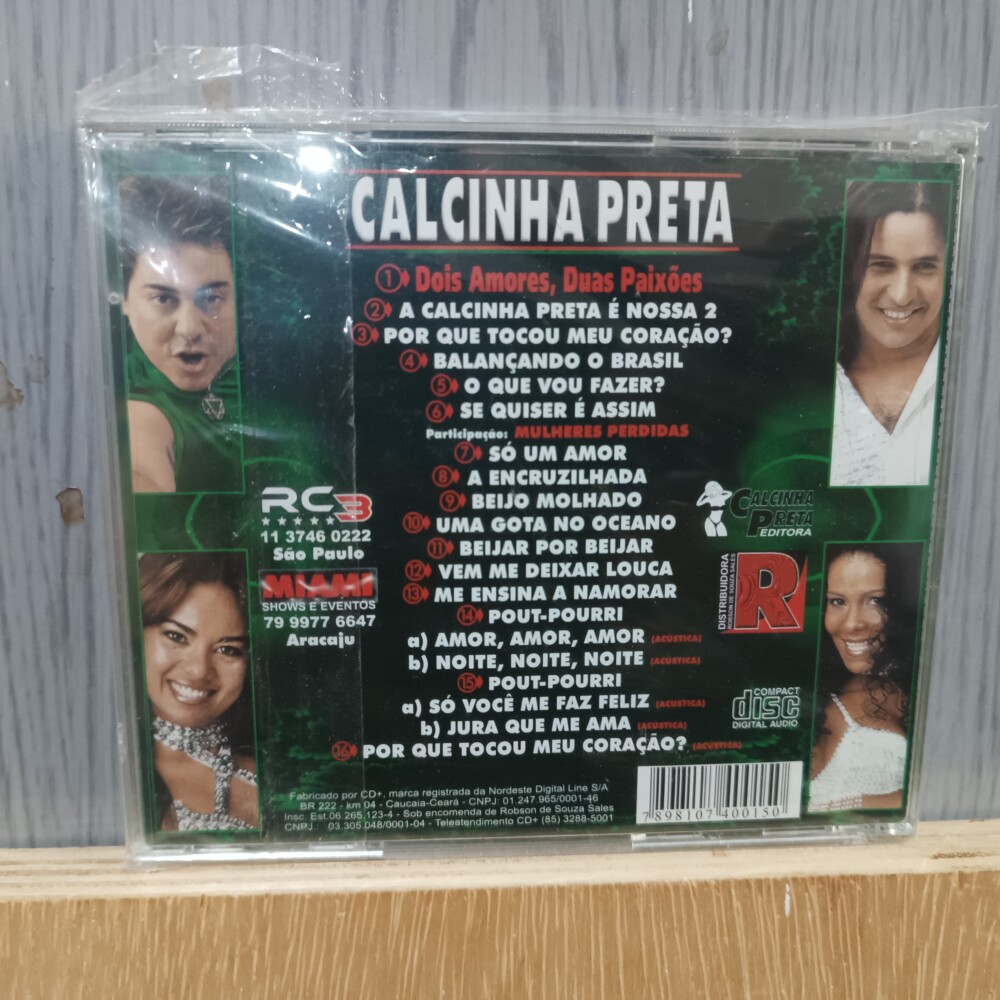 CALCINHA PRETA
1 Dois Amores, Duas Paixões
2 A CALCINHA PRETA É NOSSA 2
3 POR QUE TOCOU MEU CORAÇÃO?
4 BALANÇANDO O BRASIL
5 O QUE VOU FAZER?
6 SE QUISER É ASSIM
Participação: MULHERES PERDIDAS
7 SÓ UM AMOR
8 A ENCRUZILHADA
9 BEIJO MOLHADO
10 UMA GOTA NO OCEANO
11 BEIJAR POR BEIJAR
12 VEM ME DEIXAR LOUCA
13 ME ENSINA A NAMORAR
14 POUT-POURRI
a) AMOR, AMOR, AMOR (ACÚSTICA)
b) NOITE, NOITE, NOITE (ACÚSTICA)
15 POUT-POURRI
a) SÓ VOCÊ ME FAZ FELIZ (ACÚSTICA)
b) JURA QUE ME AMA (ACÚSTICA)
16 POR QUE TOCOU MEU CORAÇÃO? (ACÚSTICA)
RC3
11 3746 0222
São Paulo
MIAMI
SHOWS E EVENTOS
79 9977 6647
Aracaju
CALCINHA
PRETA
EDITORA
DISTRIBUIDORA
ROBSON DE SOUZA SALES
R
COMPACT
disc
DIGITAL AUDIO
Fabricado por CD+, marca registrada da Nordeste Digital Line S/A
BR 222 - km 04 - Caucaia-Ceará - CNPJ: 01.247.965/0001-46
Insc. Est.06.265.123-4 - Sob encomenda de Robson de Souza Sales
CNPJ.: 03.305.048/0001-04 - Teleatendimento CD+ (85) 3288-5001
7 898107 400150